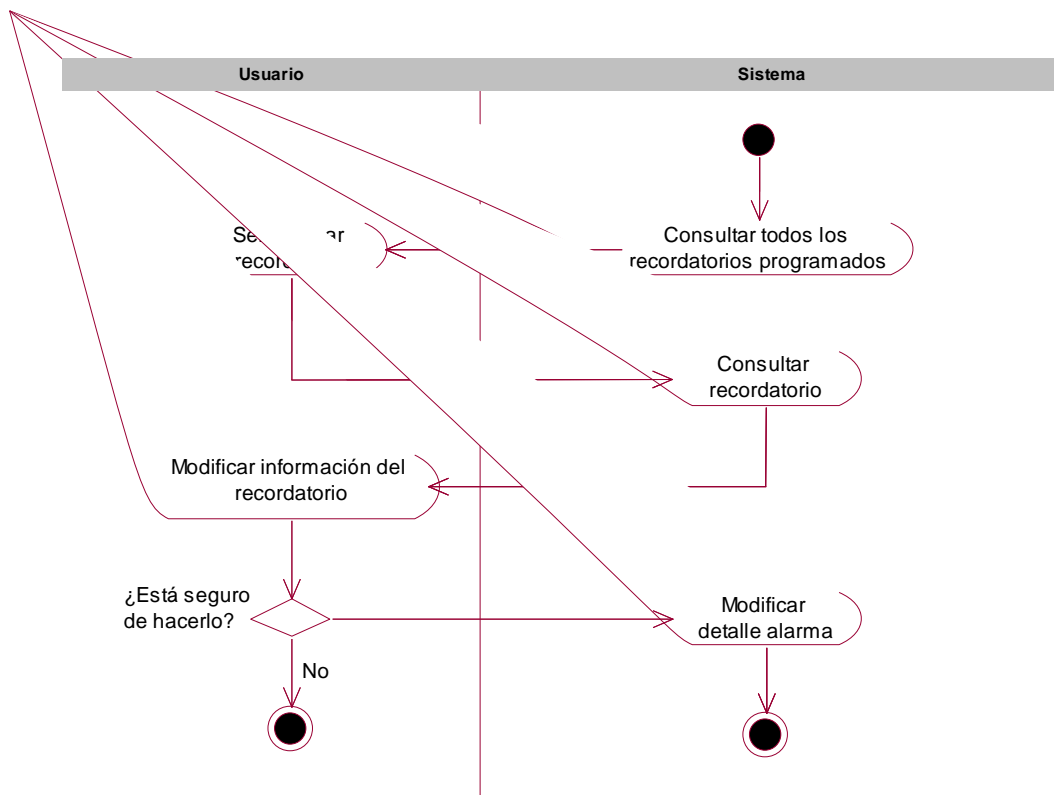 Usuario
Sistema
Consultar todos los
recordatorios programados
Consultar
recordatorio
Modificar información del
recordatorio
¿Está seguro
de hacerlo?
Modificar
detalle alarma
No